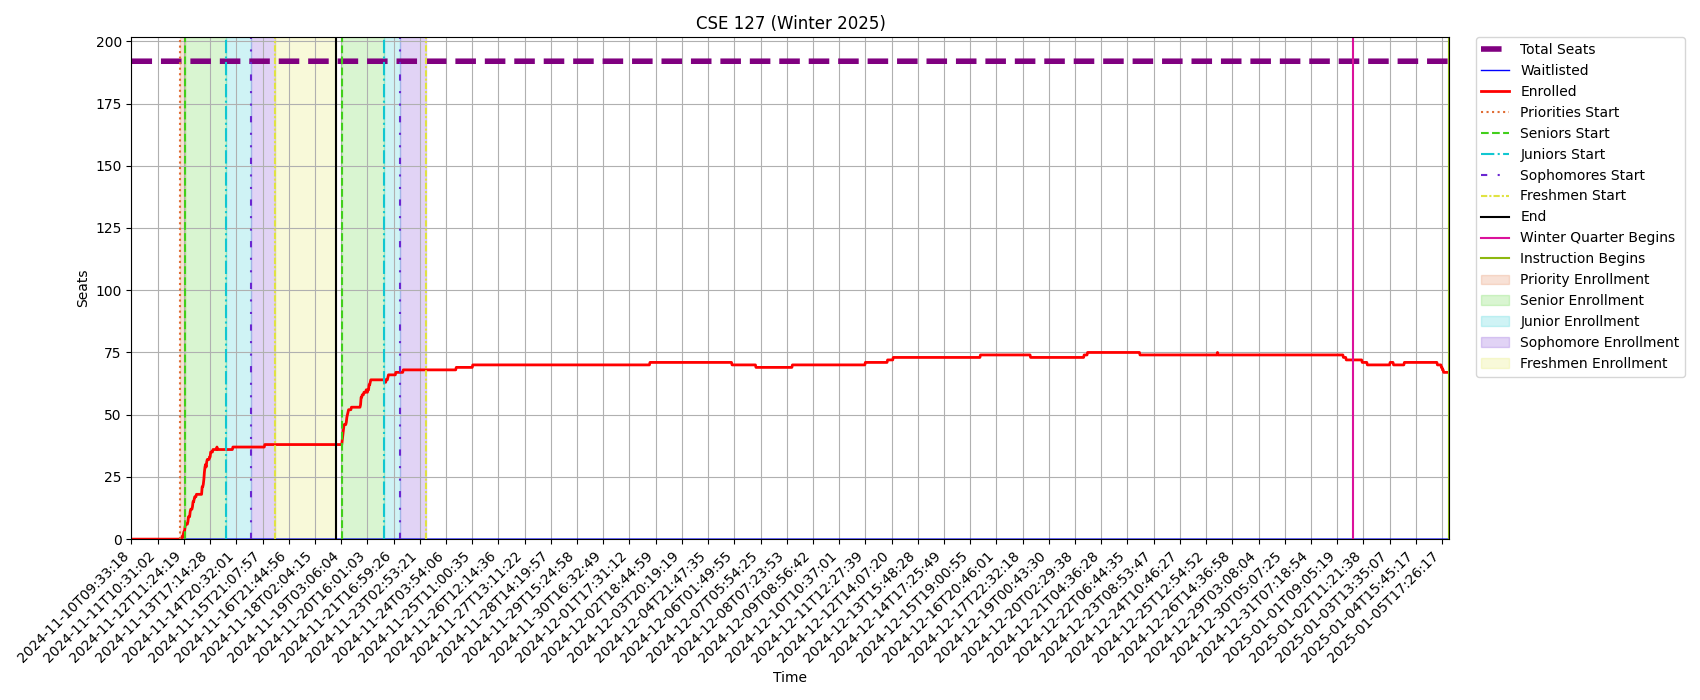 CSE 127 (Winter 2025)
200
175
150
125
100
75
50
25
0
Seats
2024-11-10T09:33:18
2024-11-11T10:31:02
2024-11-12T11:24:19
2024-11-13T17:14:28
2024-11-14T20:32:01
2024-11-15T21:07:57
2024-11-16T21:44:56
2024-11-18T02:04:15
2024-11-19T03:06:04
2024-11-20T16:01:03
2024-11-21T16:59:26
2024-11-23T02:53:21
2024-11-24T03:54:06
2024-11-25T11:00:35
2024-11-26T12:14:36
2024-11-27T13:11:22
2024-11-28T14:19:57
2024-11-29T15:24:58
2024-11-30T16:32:49
2024-12-01T17:31:12
2024-12-02T18:44:59
2024-12-03T20:19:19
2024-12-04T21:47:35
2024-12-06T01:49:55
2024-12-07T05:54:25
2024-12-08T07:23:53
2024-12-09T08:56:42
2024-12-10T10:37:01
2024-12-11T12:27:39
2024-12-12T14:07:20
2024-12-13T15:48:28
2024-12-14T17:25:49
2024-12-15T19:00:55
2024-12-16T20:46:01
2024-12-17T22:32:18
2024-12-19T00:43:30
2024-12-20T02:29:38
2024-12-21T04:36:28
2024-12-22T06:44:35
2024-12-23T08:53:47
2024-12-24T10:46:27
2024-12-25T12:54:52
2024-12-26T14:36:58
2024-12-29T03:08:04
2024-12-30T05:07:25
2024-12-31T07:18:54
2025-01-01T09:05:19
2025-01-02T11:21:38
2025-01-03T13:35:07
2025-01-04T15:45:17
2025-01-05T17:26:17
Time
Total Seats
Waitlisted
Enrolled
Priorities Start
Seniors Start
Juniors Start
Sophomores Start
Freshmen Start
End
Winter Quarter Begins
Instruction Begins
Priority Enrollment
Senior Enrollment
Junior Enrollment
Sophomore Enrollment
Freshmen Enrollment